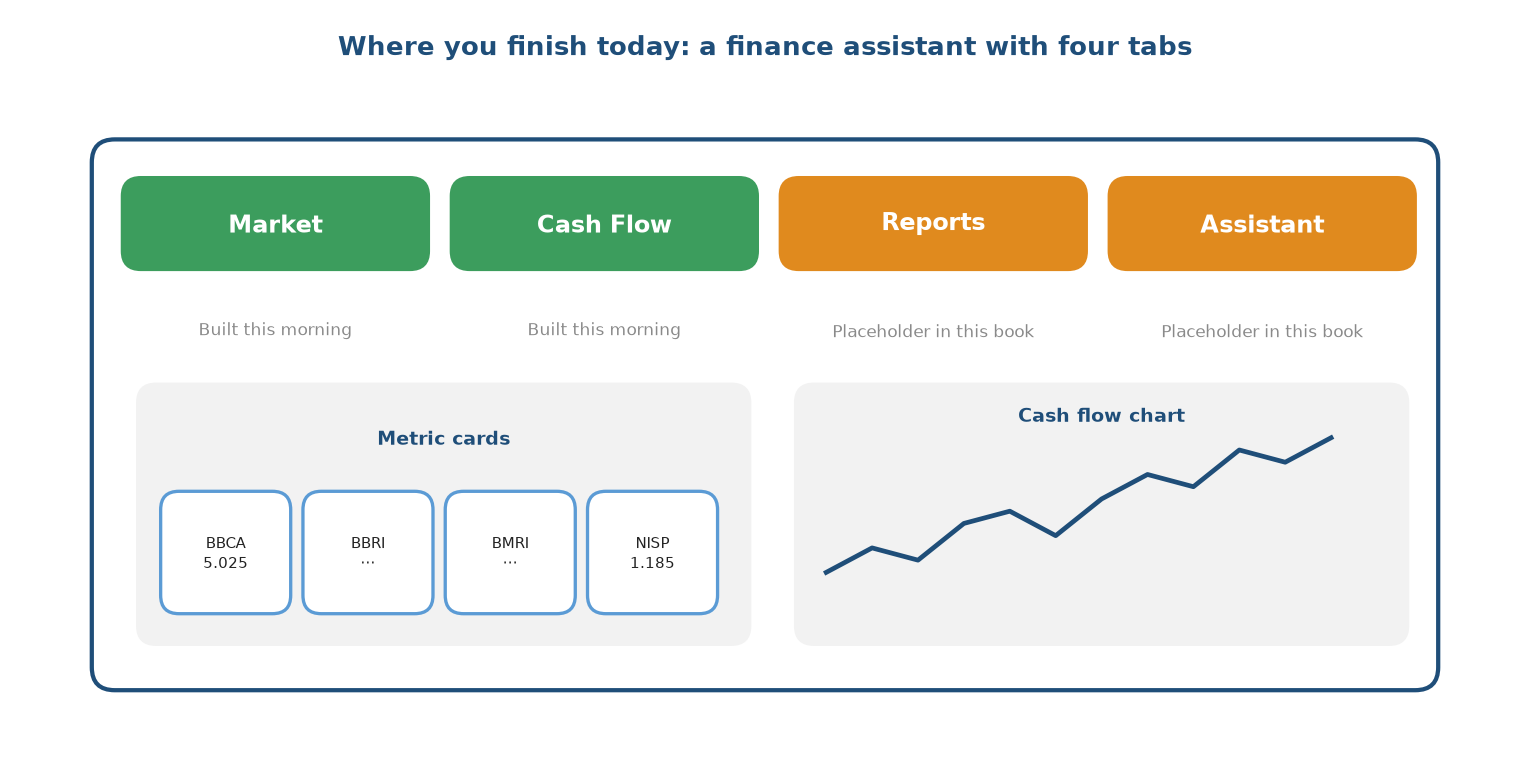 Where you finish today: a finance assistant with four tabs
Market
Cash Flow
Reports
Assistant
Built this morning
Built this morning
Placeholder in this book
Placeholder in this book
Metric cards
BBCA
5.025
BBRI
...
BMRI
...
NISP
1.185
Cash flow chart